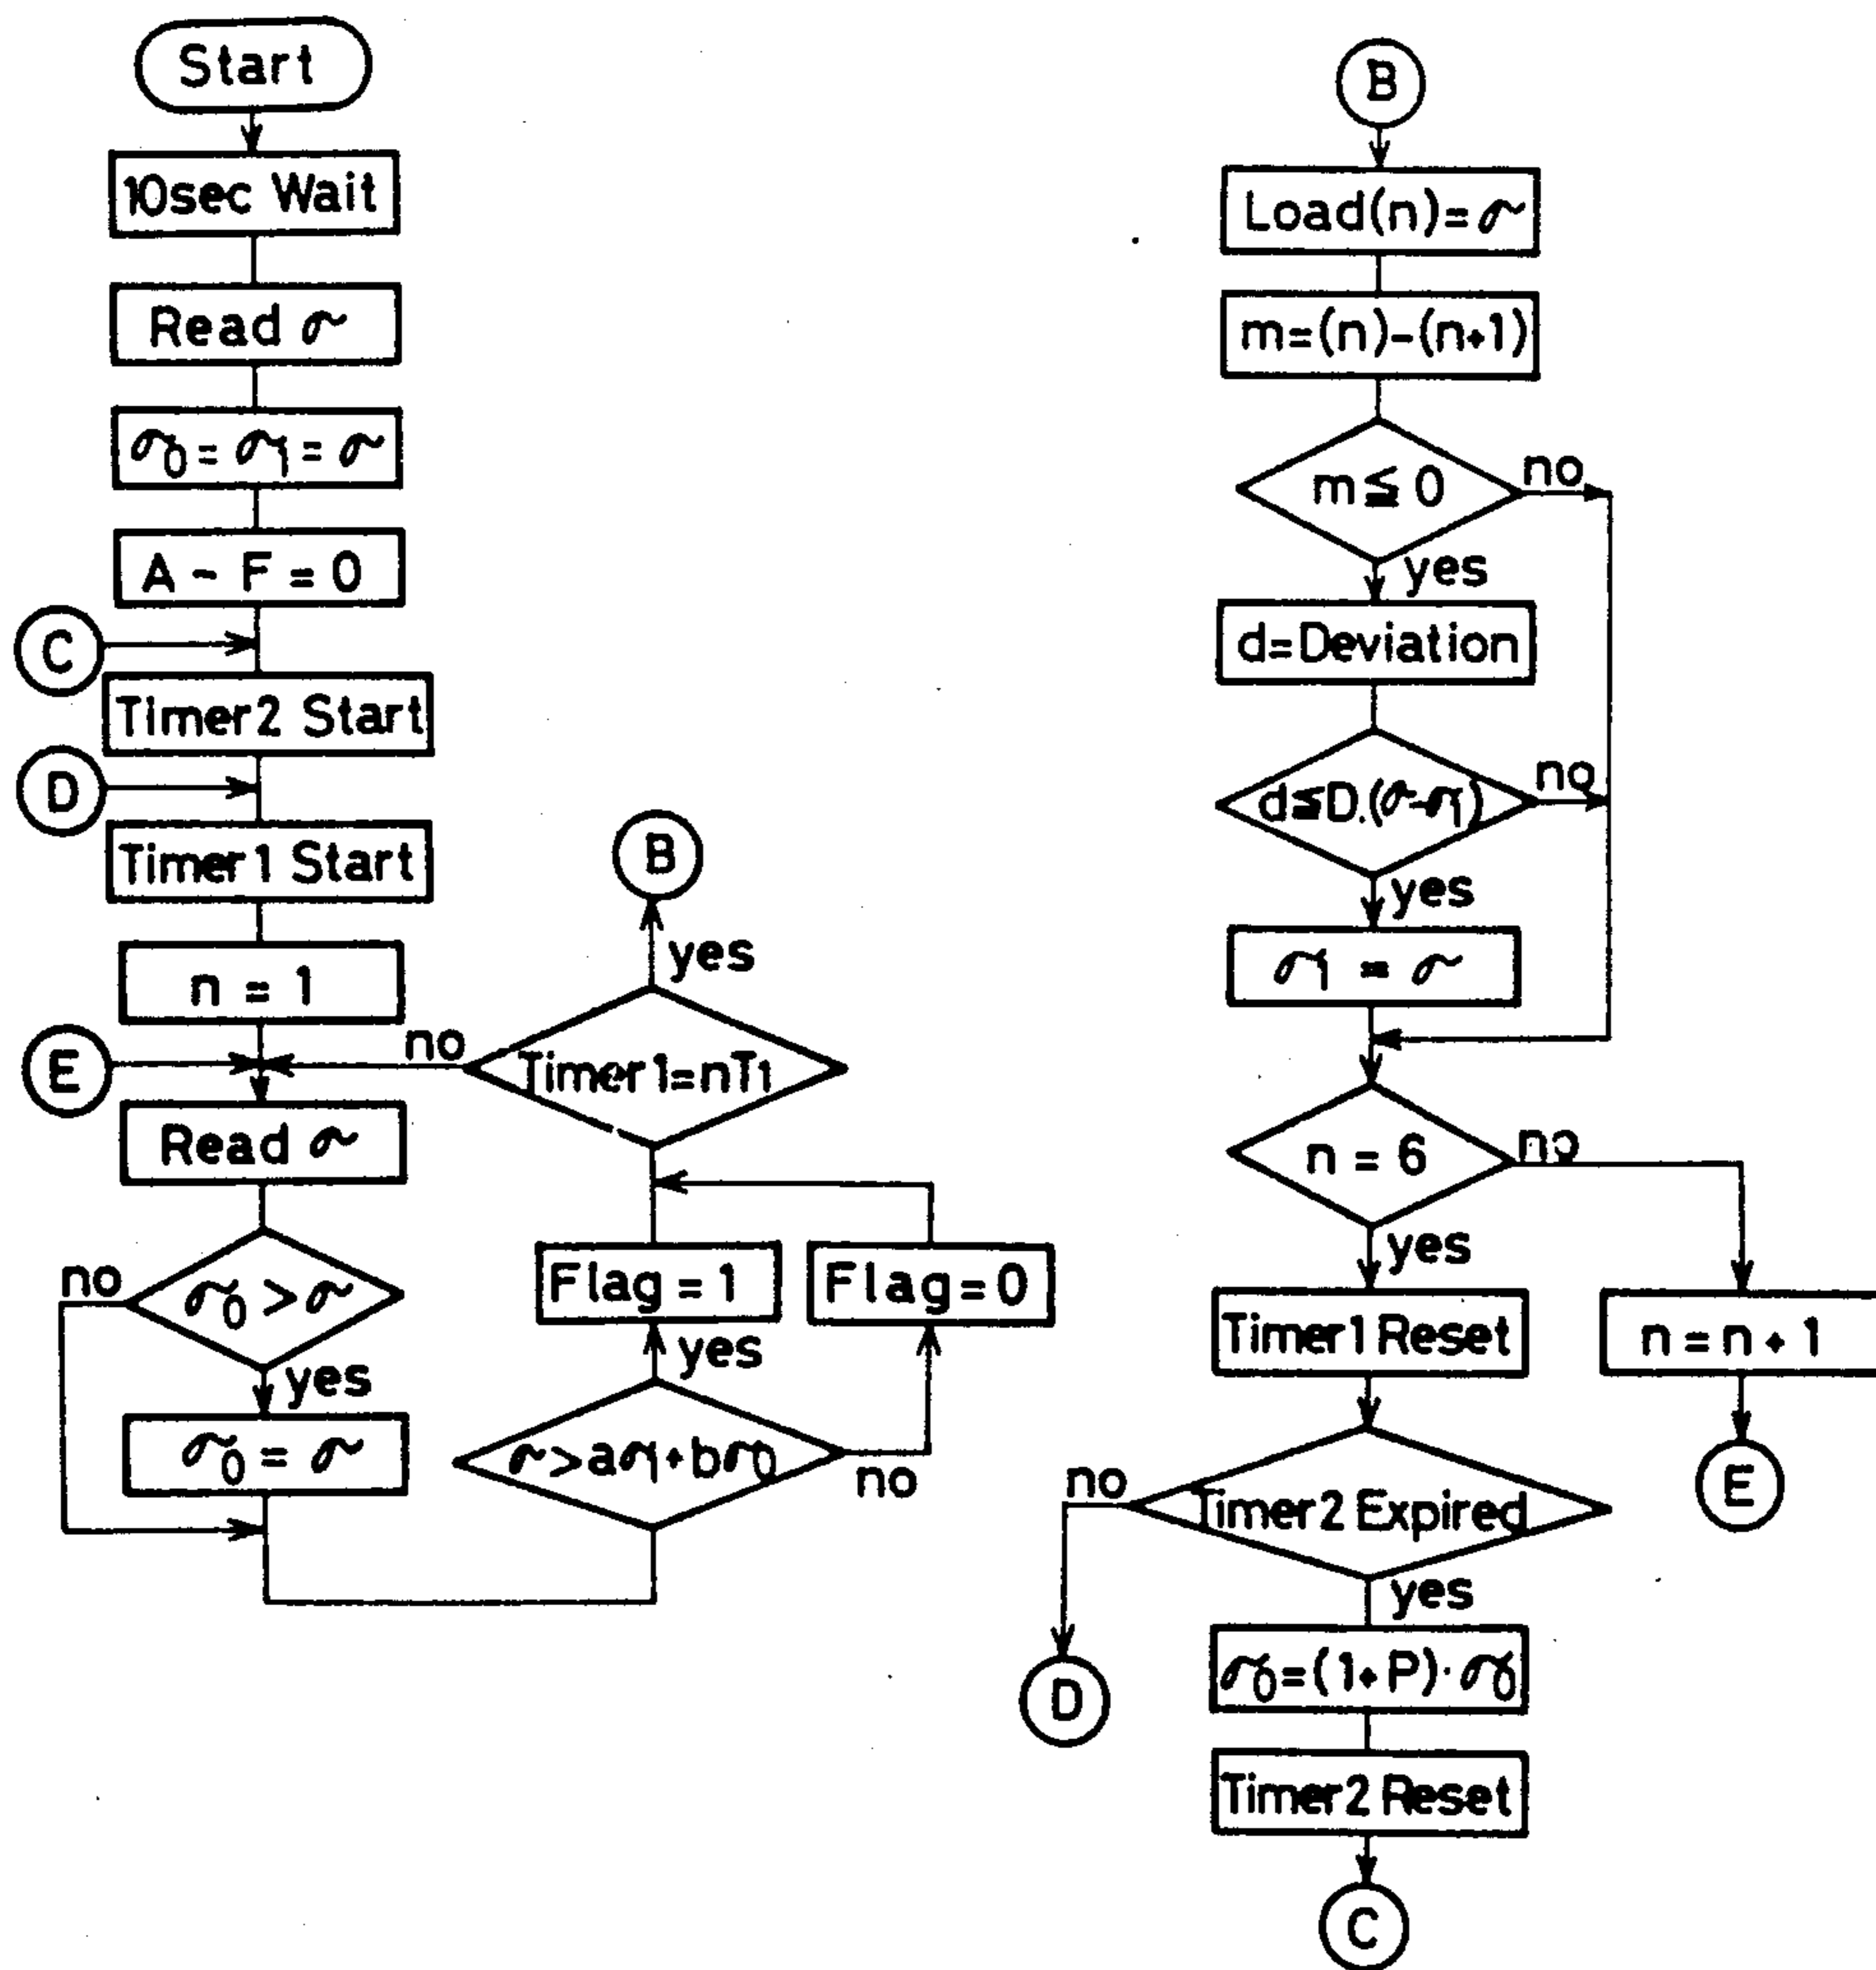 Start
10sec Wait
Read σ
σ0 = σ1 = σ
A - F = 0
C
Timer2 Start
D
Timer1 Start
n = 1
E
Read σ
σ0 > σ
no
yes
σ0 = σ
σ>aσ1+bσ0
yes
no
Flag = 1
Flag = 0
Timer1=nT1
no
yes
B
B
Load(n)=σ
m=(n)-(n+1)
m≦0
no
yes
d=Deviation
d≦D.(σ-σ1)
no
yes
σ1 = σ
n = 6
no
yes
n = n + 1
E
Timer1 Reset
Timer2 Expired
no
D
yes
σ0=(1+P)·σ0
Timer2 Reset
C